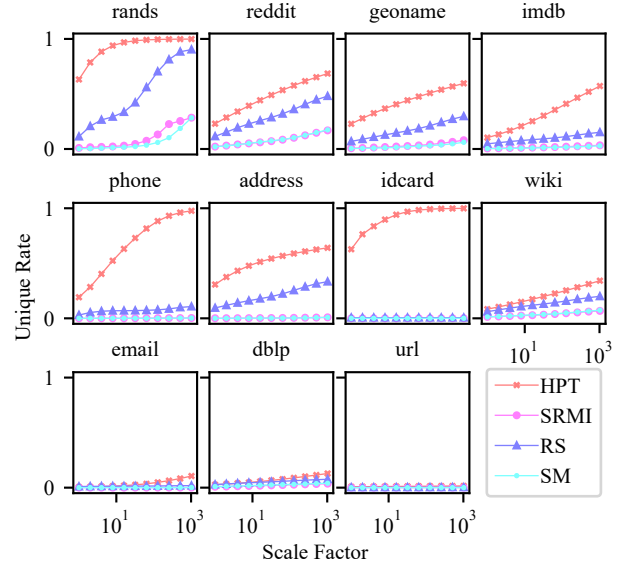 rands reddit geoname imdb
1
0
phone address idcard wiki
1
0
Unique Rate
email dblp url
10¹ 10³
1
0
HPT
SRMI
RS
SM
10¹ 10³ 10¹ 10³ 10¹ 10³
Scale Factor